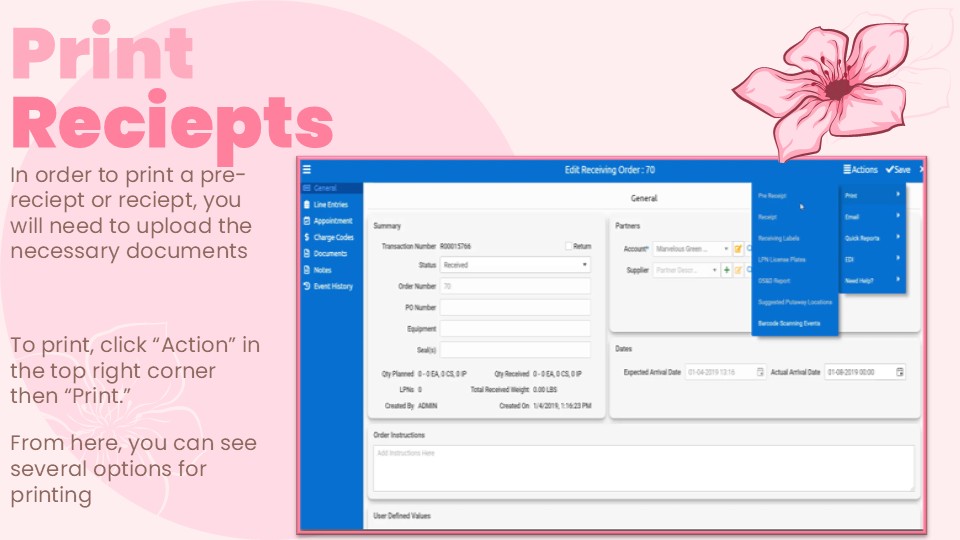 Print
Reciepts
In order to print a pre-
reciept or reciept, you
will need to upload the
necessary documents
To print, click “Action” in
the top right corner
then “Print.”
From here, you can see
several options for
printing
Edit Receiving Order : 70
Actions
Save
General
Line Entries
Appointment
Charge Codes
Documents
Notes
Event History
General
Summary
Transaction Number R00015766
Return
Status Received
Order Number 70
PO Number
Equipment
Seal(s)
Qty Planned 0 - 0 EA, 0 CS, 0 IP
Qty Received 0 - 0 EA, 0 CS, 0 IP
LPNs 0
Total Received Weight 0.00 LBS
Created By ADMIN
Created On 1/4/2019, 1:16:23 PM
Partners
Account* Marvelous Green ...
Supplier Partner Descr...
Pre Receipt
Receipt
Receiving Labels
LPN License Plates
OS&D Report
Suggested Putaway Locations
Barcode Scanning Events
Print
Email
Quick Reports
EDI
Need Help?
Dates
Expected Arrival Date 01-04-2019 13:16
Actual Arrival Date 01-08-2019 00:00
Order Instructions
Add Instructions Here
User Defined Values